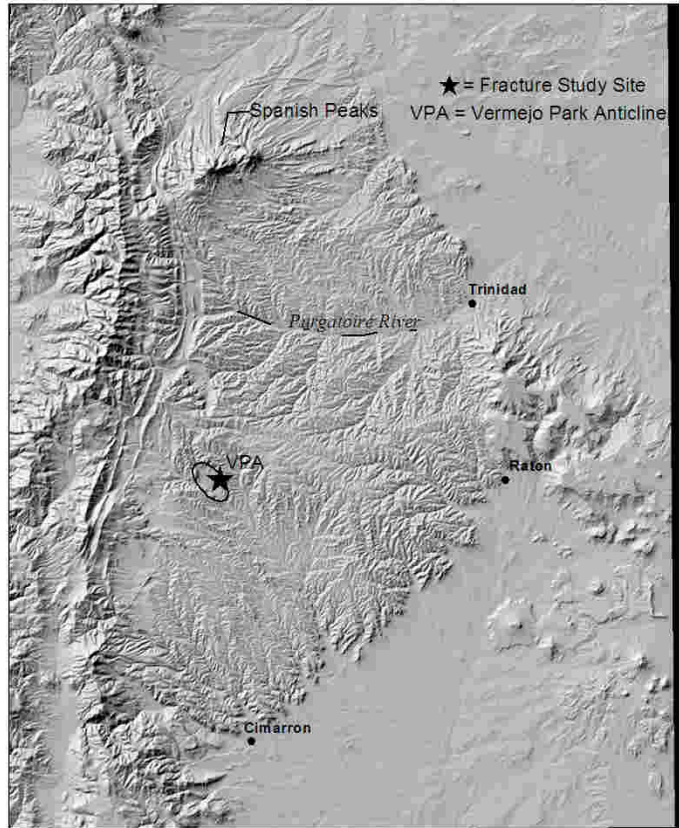 ★ = Fracture Study Site
Spanish Peaks
VPA = Vermejo Park Anticline
Trinidad
Purgatoire River
VPA
Raton
Cimarron